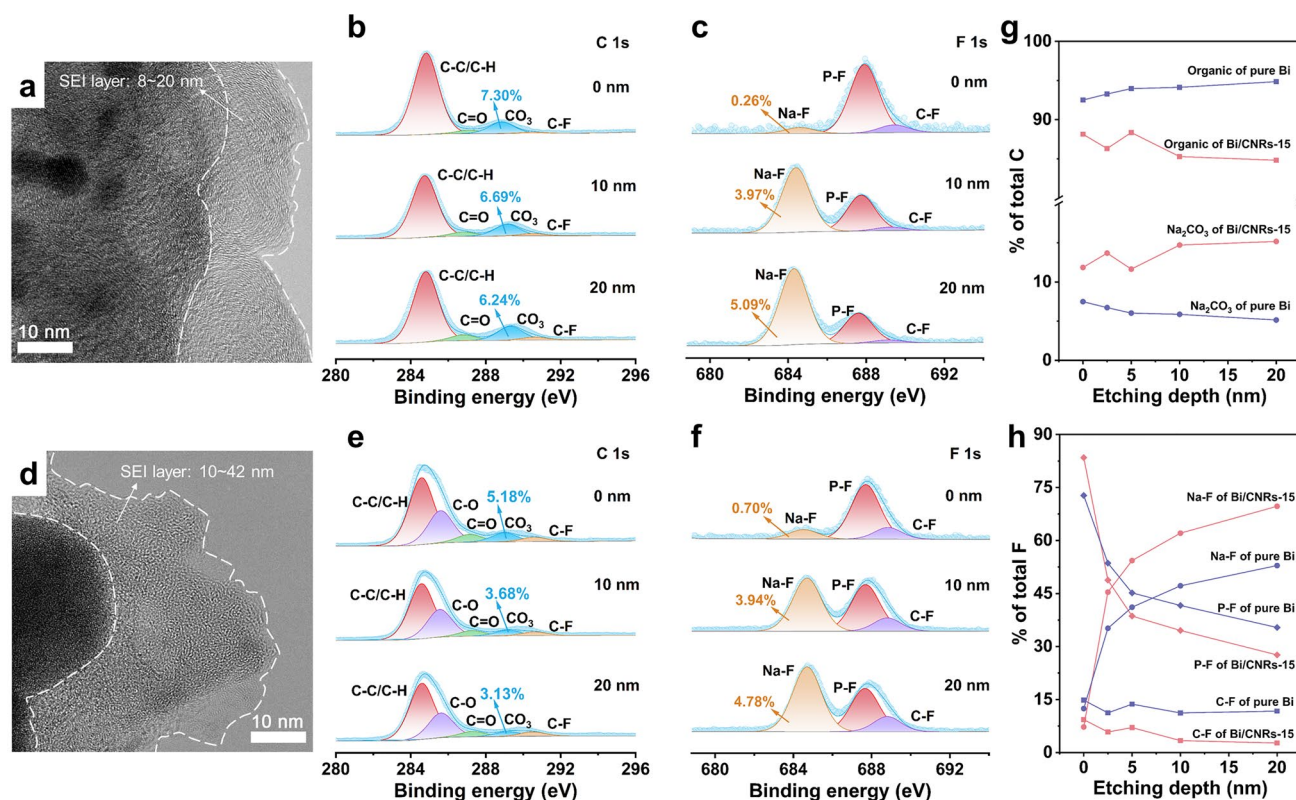 a
SEI layer: 8~20 nm
10 nm
b
C 1s
C-C/C-H
0 nm
7.30%
C=O
CO₃
C-F
C-C/C-H
10 nm
6.69%
C=O
CO₃
C-F
C-C/C-H
20 nm
6.24%
C=O
CO₃
C-F
280 284 288 292 296
Binding energy (eV)
c
F 1s
P-F
0 nm
0.26%
Na-F
C-F
Na-F
10 nm
P-F
3.97%
C-F
Na-F
20 nm
P-F
5.09%
C-F
680 684 688 692
Binding energy (eV)
g
% of total C
100
10
0
Organic of pure Bi
Organic of Bi/CNRs-15
Na₂CO₃ of Bi/CNRs-15
Na₂CO₃ of pure Bi
0 5 10 15 20
Etching depth (nm)
d
SEI layer: 10~42 nm
10 nm
e
C 1s
0 nm
C-C/C-H
C-O
5.18%
C=O
CO₃
C-F
10 nm
C-C/C-H
C-O
3.68%
C=O
CO₃
C-F
20 nm
C-C/C-H
C-O
3.13%
C=O
CO₃
C-F
280 284 288 292 296
Binding energy (eV)
f
F 1s
P-F
0 nm
0.70%
Na-F
C-F
10 nm
Na-F
P-F
3.94%
C-F
20 nm
Na-F
P-F
4.78%
C-F
680 684 688 692
Binding energy (eV)
h
% of total F
90
75
60
45
30
15
0
Na-F of Bi/CNRs-15
Na-F of pure Bi
P-F of pure Bi
P-F of Bi/CNRs-15
C-F of pure Bi
C-F of Bi/CNRs-15
0 5 10 15 20
Etching depth (nm)